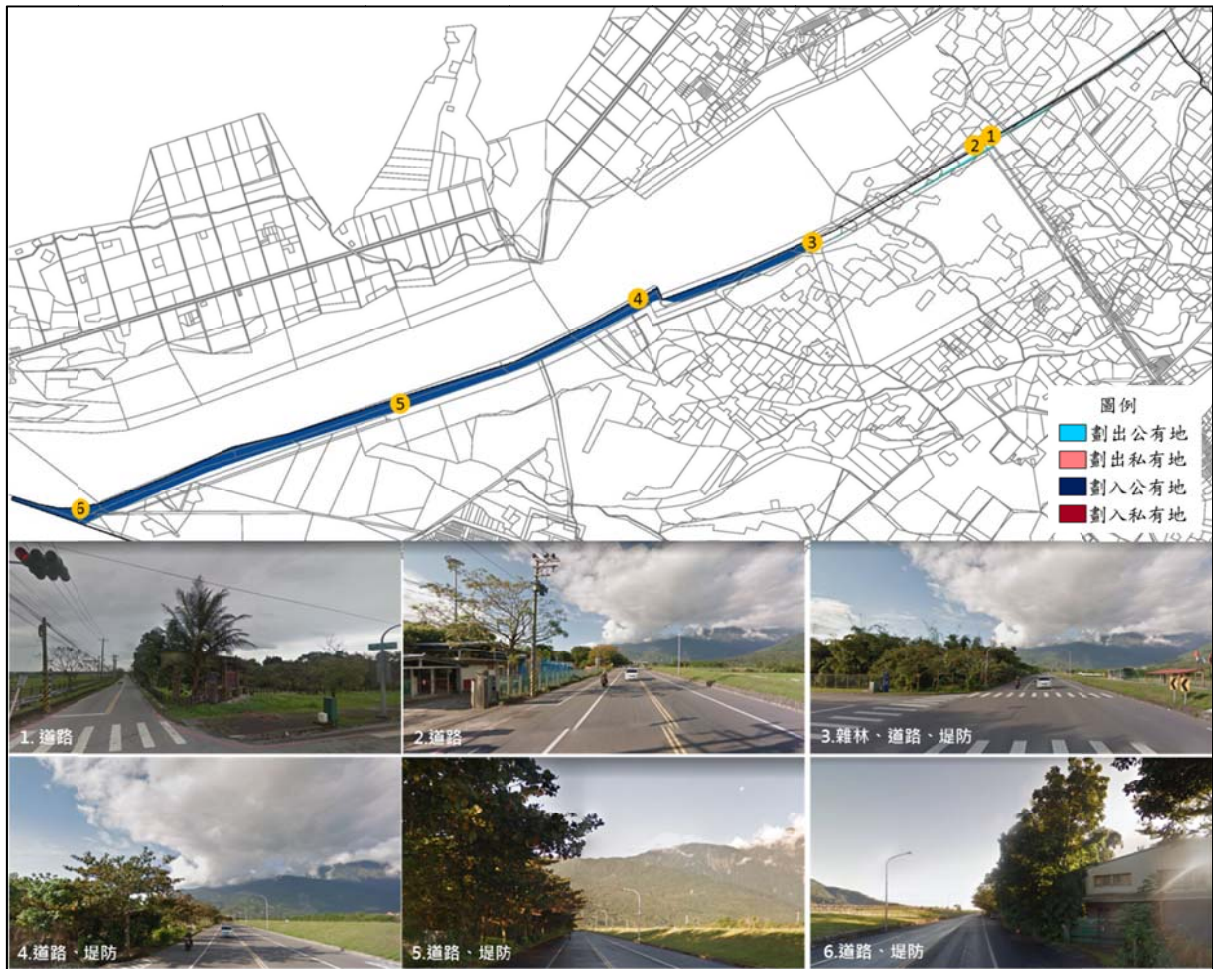 1
2
3
4
5
6
圖例
劃出公有地
劃出私有地
劃入公有地
劃入私有地
1. 道路
2.道路
3.雜林、道路、堤防
4.道路、堤防
5.道路、堤防
6.道路、堤防